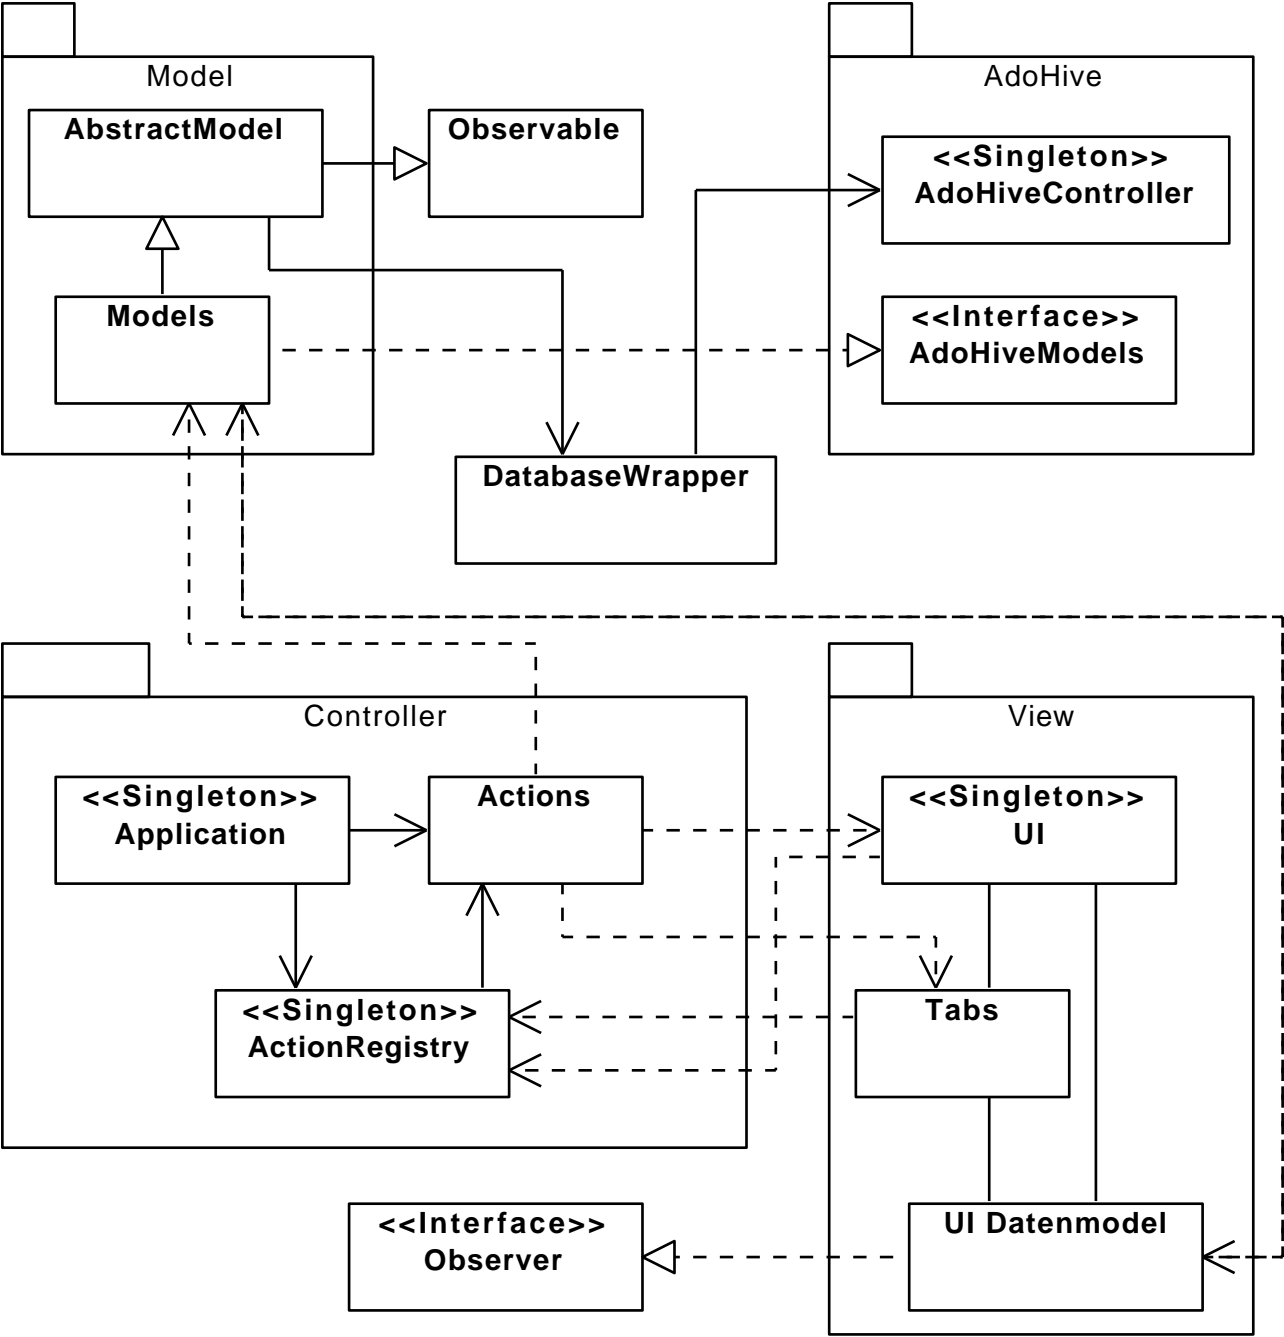 Model
AdoHive
AbstractModel
Observable
<<Singleton>>
AdoHiveController
Models
<<Interface>>
AdoHiveModels
DatabaseWrapper
Controller
View
<<Singleton>>
Application
Actions
<<Singleton>>
UI
<<Singleton>>
ActionRegistry
Tabs
<<Interface>>
Observer
UI Datenmodel